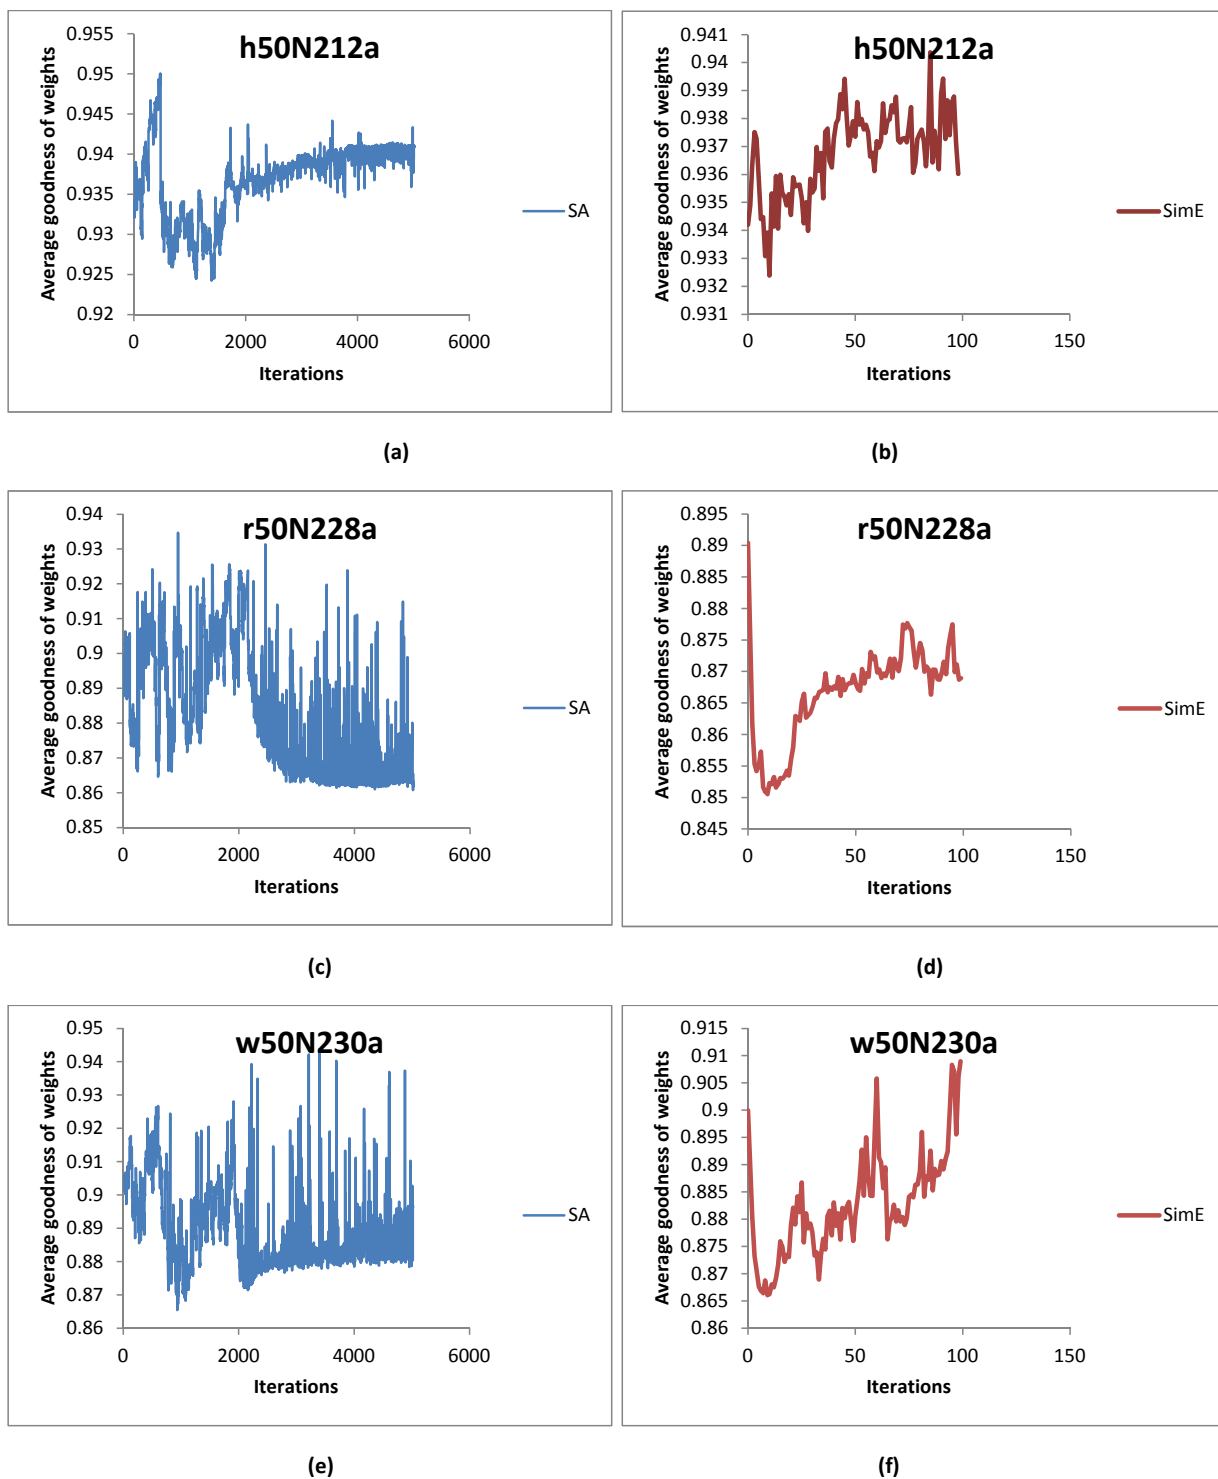 h50N212a
Average goodness of weights
0.955
0.95
0.945
0.94
0.935
0.93
0.925
0.92
0
2000
4000
6000
Iterations
SA
(a)
h50N212a
Average goodness of weights
0.941
0.94
0.939
0.938
0.937
0.936
0.935
0.934
0.933
0.932
0.931
0
50
100
150
Iterations
SimE
(b)
r50N228a
Average goodness of weights
0.94
0.93
0.92
0.91
0.9
0.89
0.88
0.87
0.86
0.85
0
2000
4000
6000
Iterations
SA
(c)
r50N228a
Average goodness of weights
0.895
0.89
0.885
0.88
0.875
0.87
0.865
0.86
0.855
0.85
0.845
0
50
100
150
Iterations
SimE
(d)
w50N230a
Average goodness of weights
0.95
0.94
0.93
0.92
0.91
0.9
0.89
0.88
0.87
0.86
0
2000
4000
6000
Iterations
SA
(e)
w50N230a
Average goodness of weights
0.915
0.91
0.905
0.9
0.895
0.89
0.885
0.88
0.875
0.87
0.865
0.86
0
50
100
150
Iterations
SimE
(f)